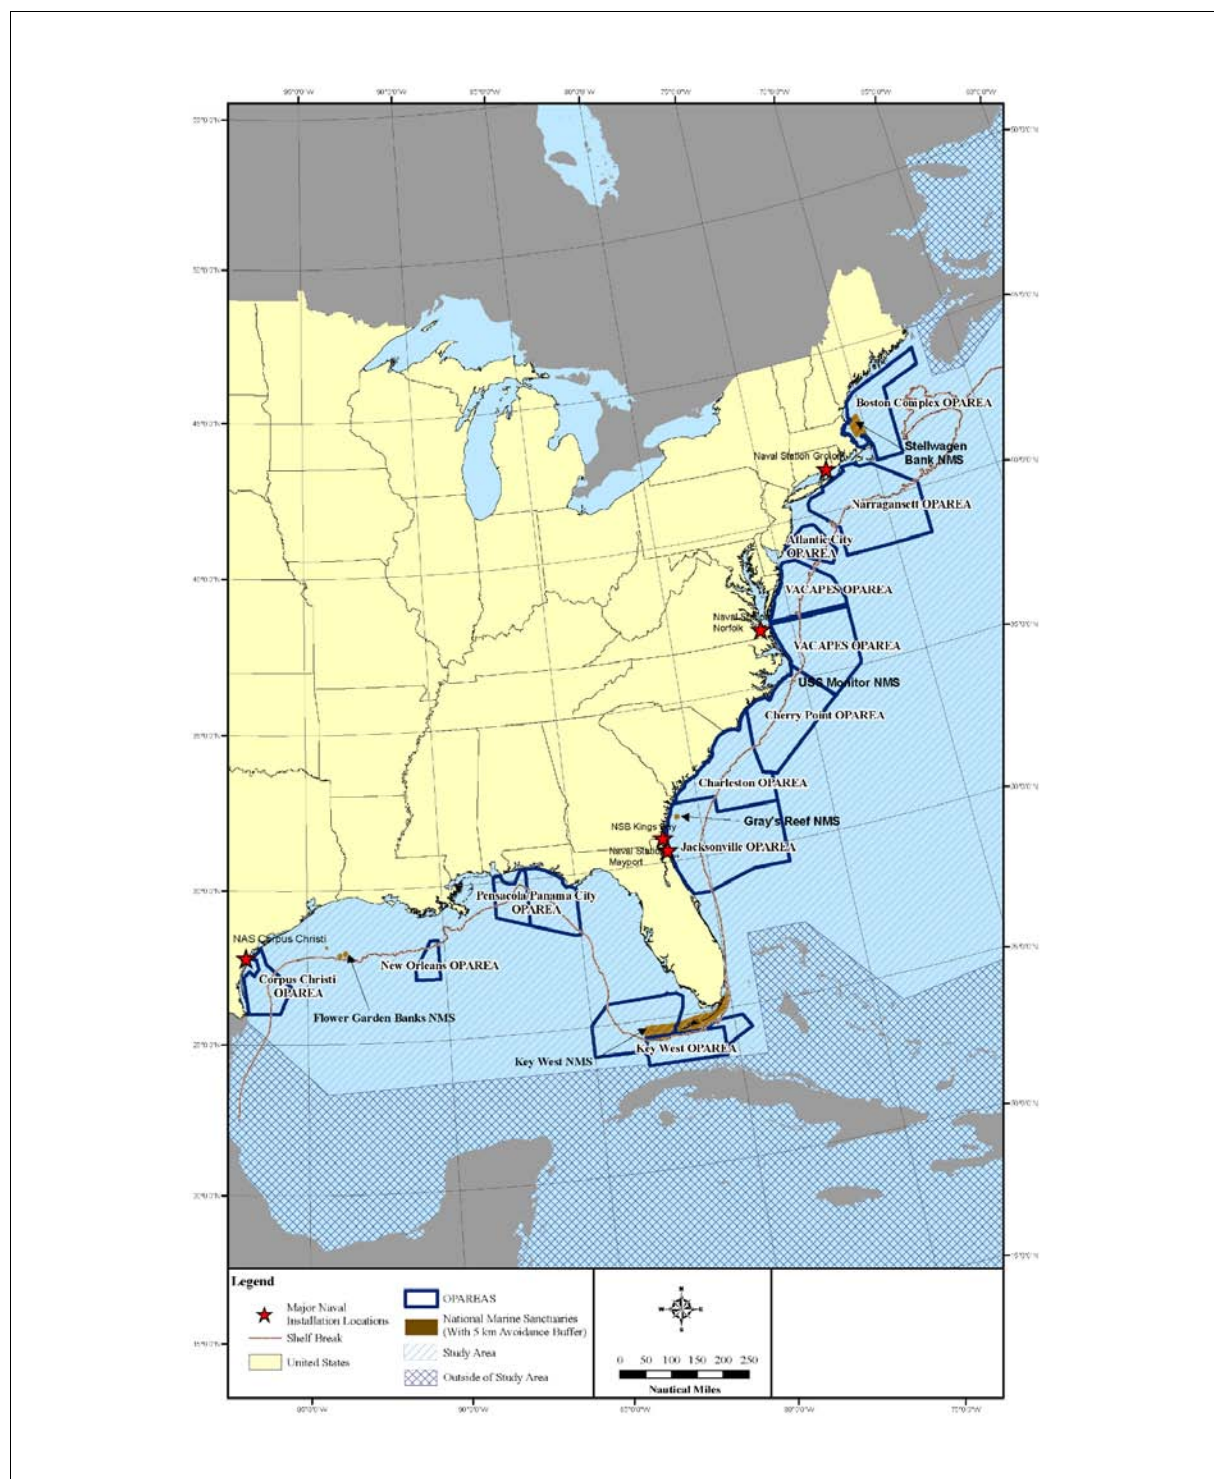 Boston Complex OPAREA
Stellwagen
Bank NMS
Naval Station Groton
Narragansett OPAREA
Atlantic City
OPAREA
VACAPES OPAREA
Naval Station
Norfolk
VACAPES OPAREA
USS Monitor NMS
Cherry Point OPAREA
Charleston OPAREA
Gray's Reef NMS
NSB Kings Bay
Jacksonville OPAREA
Naval Station
Mayport
Pensacola/Panama City
OPAREA
NAS Corpus Christi
New Orleans OPAREA
Corpus Christi
OPAREA
Flower Garden Banks NMS
Key West OPAREA
Key West NMS
Legend
Major Naval
Installation Locations
Shelf Break
United States
OPAREAS
National Marine Sanctuaries
(With 5 km Avoidance Buffer)
Study Area
Outside of Study Area
N
W E
S
0 50 100 150 200 250
Nautical Miles